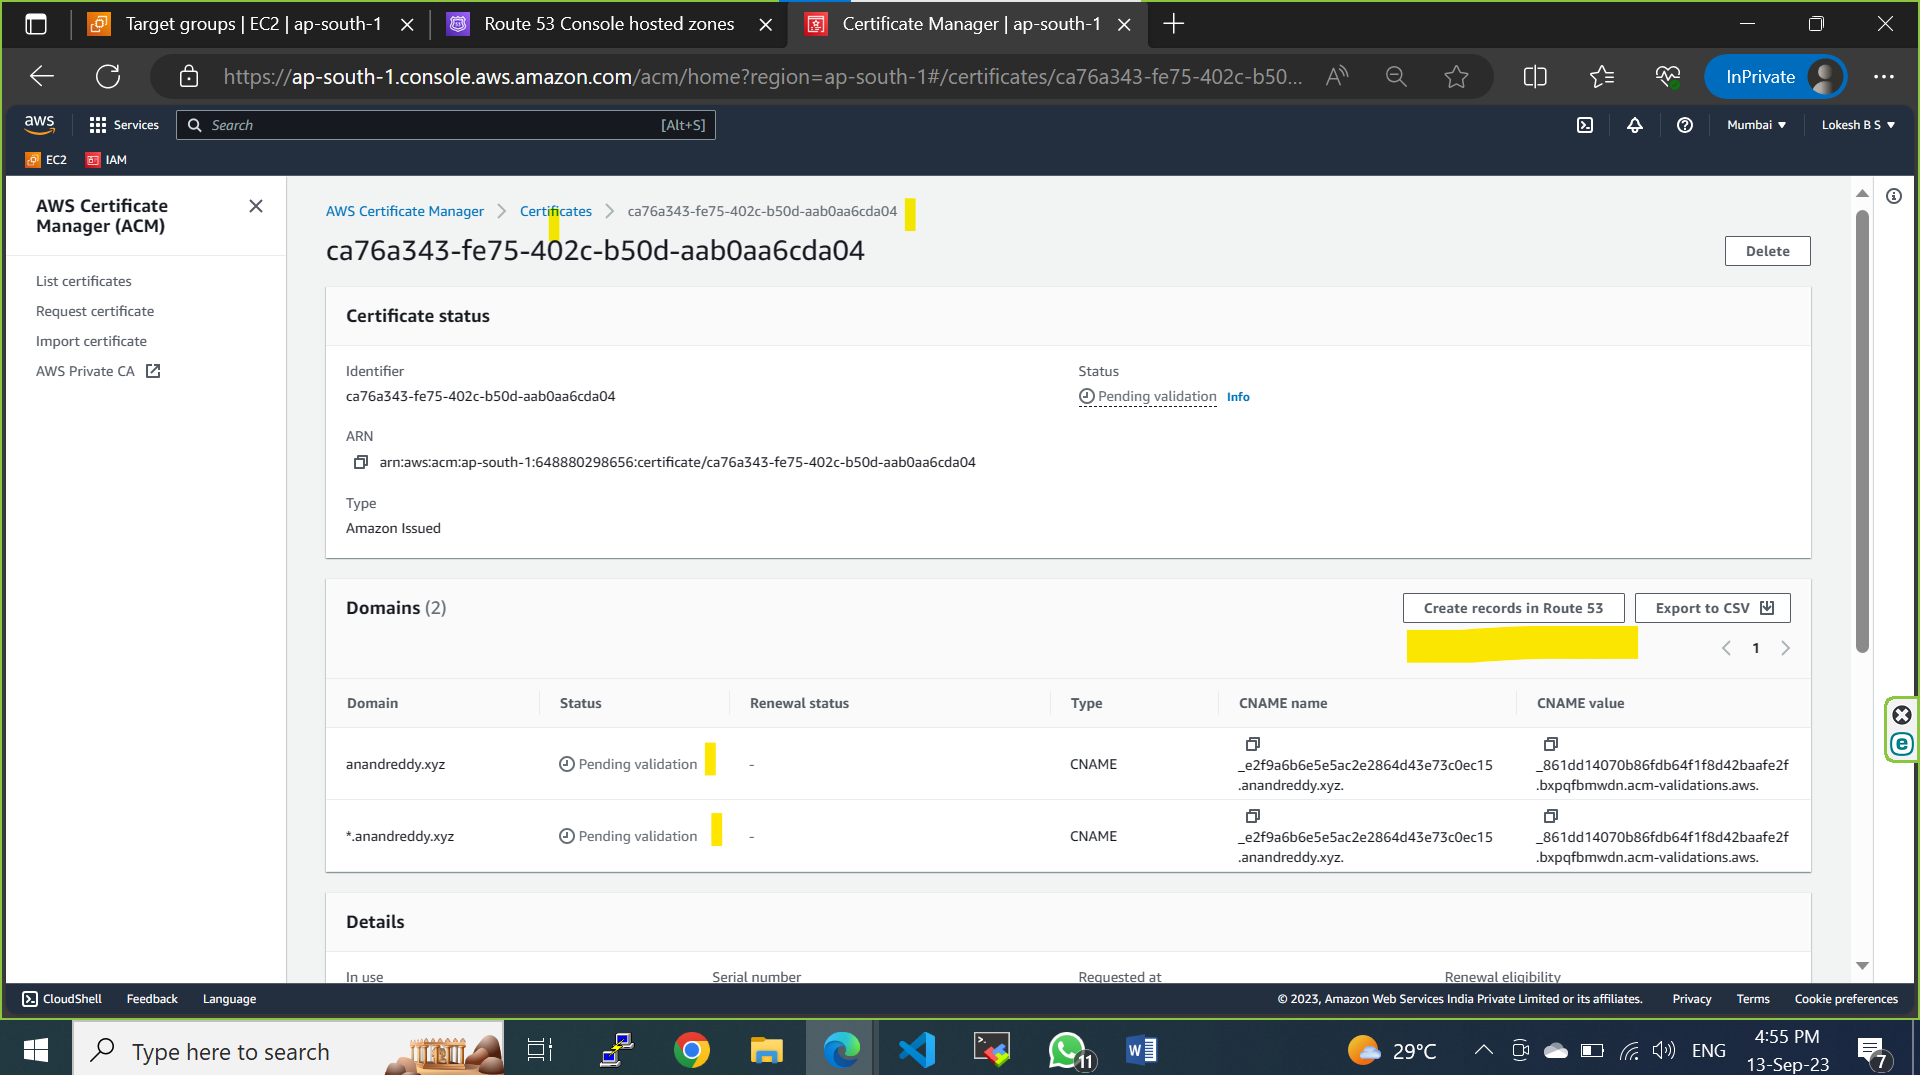 Target groups | EC2 | ap-south-1
Route 53 Console hosted zones
Certificate Manager | ap-south-1
https://ap-south-1.console.aws.amazon.com/acm/home?region=ap-south-1#/certificates/ca76a343-fe75-402c-b50...
InPrivate
aws
Services
Search
[Alt+S]
Mumbai
Lokesh B S
EC2
IAM
AWS Certificate
Manager (ACM)
List certificates
Request certificate
Import certificate
AWS Private CA
AWS Certificate Manager
Certificates
ca76a343-fe75-402c-b50d-aab0aa6cda04
ca76a343-fe75-402c-b50d-aab0aa6cda04
Delete
Certificate status
Identifier
ca76a343-fe75-402c-b50d-aab0aa6cda04
Status
Pending validation Info
ARN
arn:aws:acm:ap-south-1:648880298656:certificate/ca76a343-fe75-402c-b50d-aab0aa6cda04
Type
Amazon Issued
Domains (2)
Create records in Route 53
Export to CSV
1
Domain Status Renewal status Type CNAME name CNAME value
anandreddy.xyz
Pending validation
-
CNAME
_e2f9a6b6e5e5ac2e2864d43e73c0ec15
.anandreddy.xyz.
_861dd14070b86fdb64f1f8d42baafe2f
.bxpqfbmwdn.acm-validations.aws.
*.anandreddy.xyz
Pending validation
-
CNAME
_e2f9a6b6e5e5ac2e2864d43e73c0ec15
.anandreddy.xyz.
_861dd14070b86fdb64f1f8d42baafe2f
.bxpqfbmwdn.acm-validations.aws.
Details
In use Serial number Requested at Renewal eligibility
CloudShell Feedback Language
© 2023, Amazon Web Services India Private Limited or its affiliates. Privacy Terms Cookie preferences
Type here to search
11
29°C
ENG
4:55 PM
13-Sep-23
7